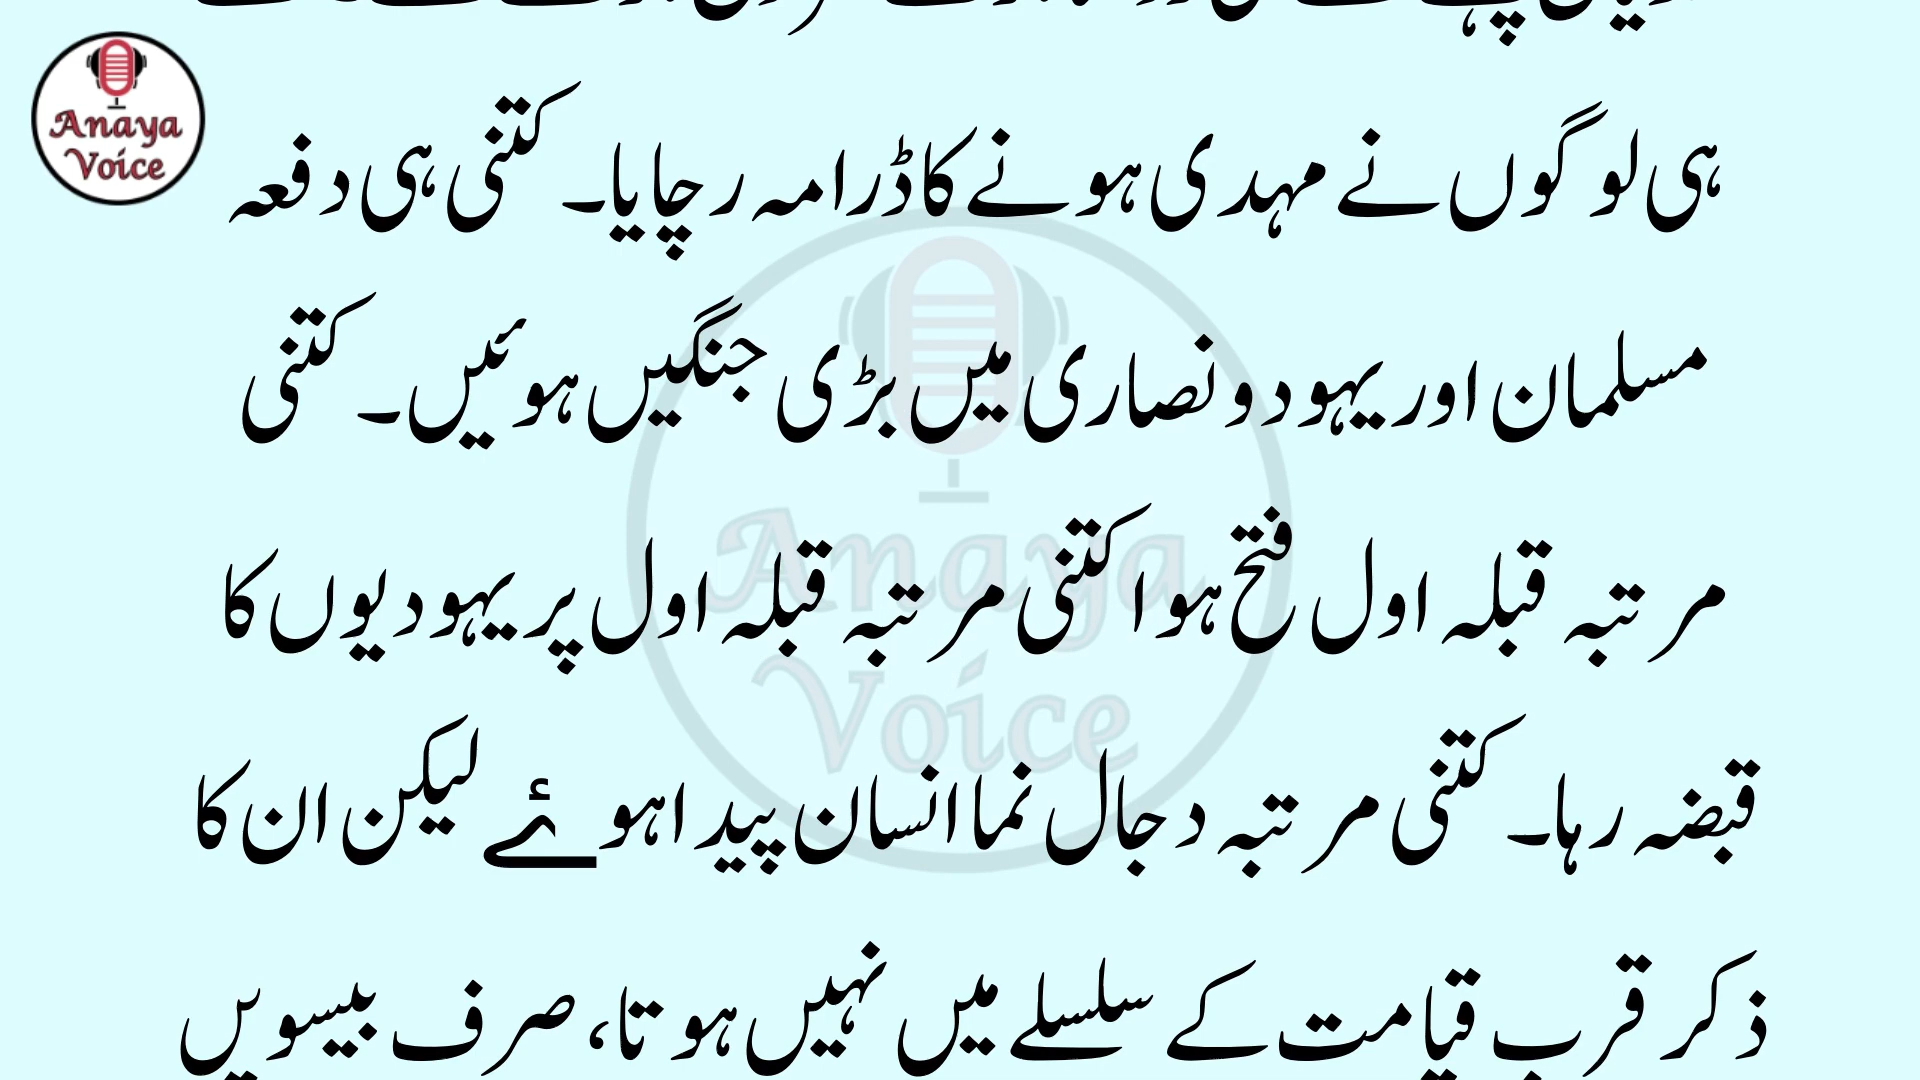 Anaya
Voice
ہی لوگوں نے مہدی ہونے کا ڈرامہ رچایا۔ کتنی ہی دفعہ
مسلمان اور یہود و نصاری میں بڑی جنگیں ہوئیں۔ کتنی
مرتبہ قبلہ اول فتح ہوا کتنی مرتبہ قبلہ اول پر یہودیوں کا
قبضہ رہا۔ کتنی مرتبہ دجال نما انسان پیدا ہوئے لیکن ان کا
ذکر قرب قیامت کے سلسلے میں نہیں ہوتا، صرف بیسویں
Anaya
Voice